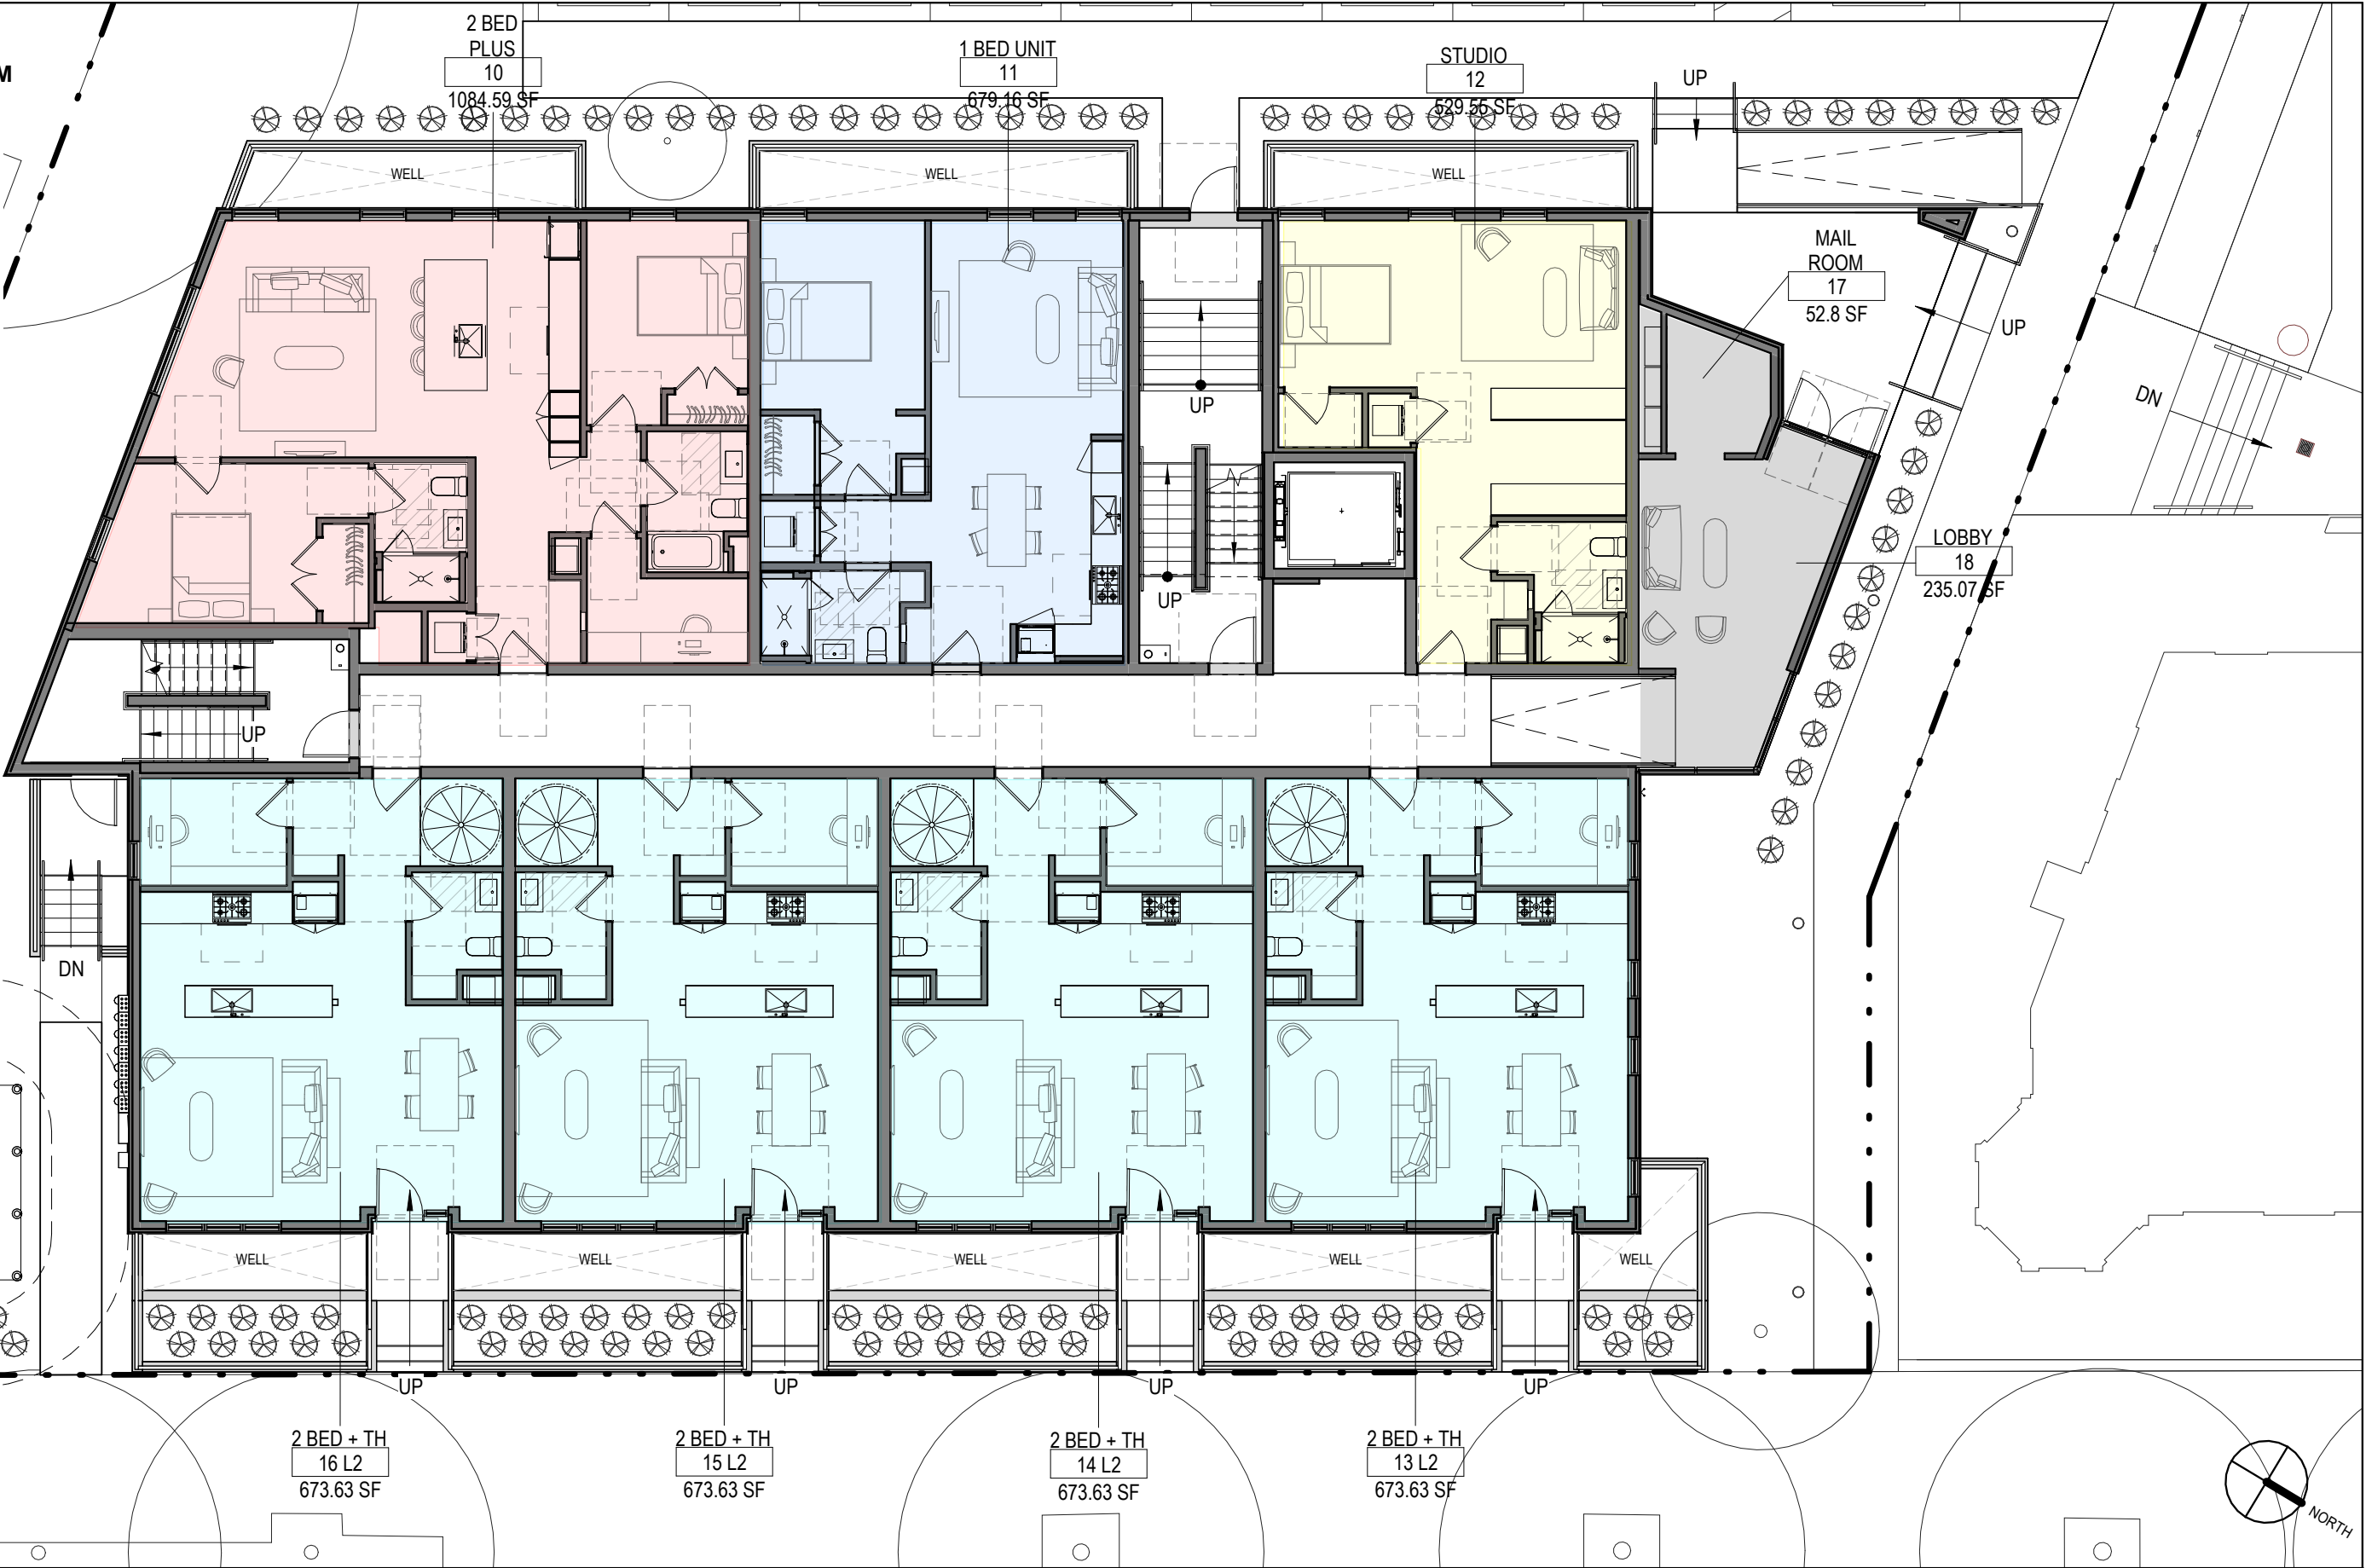 M
2 BED
PLUS
10
1084.59 SF
1 BED UNIT
11
679.16 SF
STUDIO
12
529.55 SF
UP
WELL
WELL
WELL
MAIL
ROOM
17
52.8 SF
UP
DN
UP
UP
LOBBY
18
235.07 SF
UP
DN
WELL
WELL
WELL
WELL
WELL
UP
UP
UP
UP
2 BED + TH
16 L2
673.63 SF
2 BED + TH
15 L2
673.63 SF
2 BED + TH
14 L2
673.63 SF
2 BED + TH
13 L2
673.63 SF
NORTH